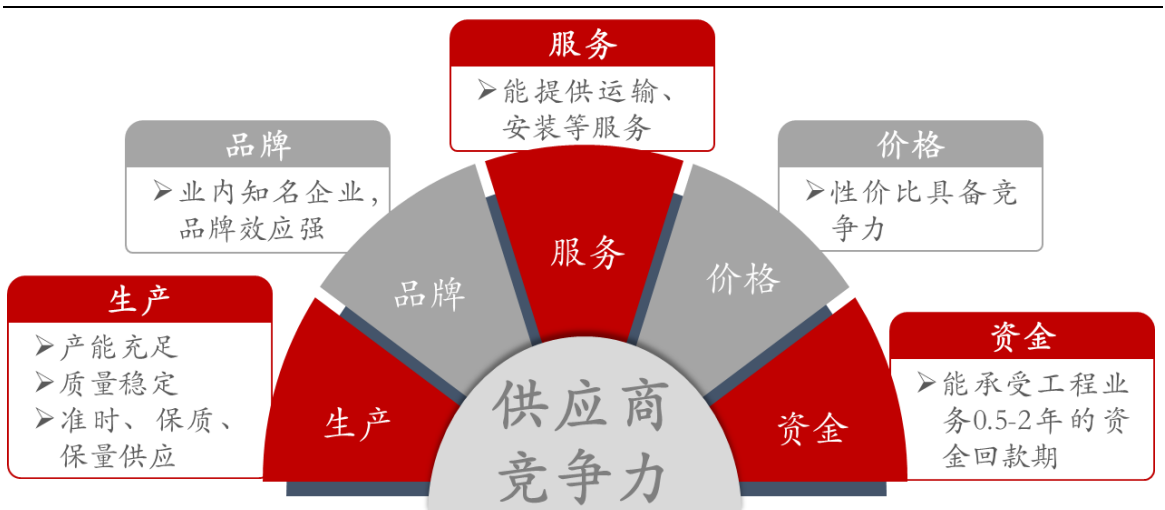 服务
➢能提供运输、
安装等服务
品牌
➢业内知名企业，
品牌效应强
价格
➢性价比具备竞
争力
生产
➢产能充足
➢质量稳定
➢准时、保质、
保量供应
资金
➢能承受工程业
务0.5-2年的资
金回款期
生产
品牌
服务
价格
资金
供应商
竞争力